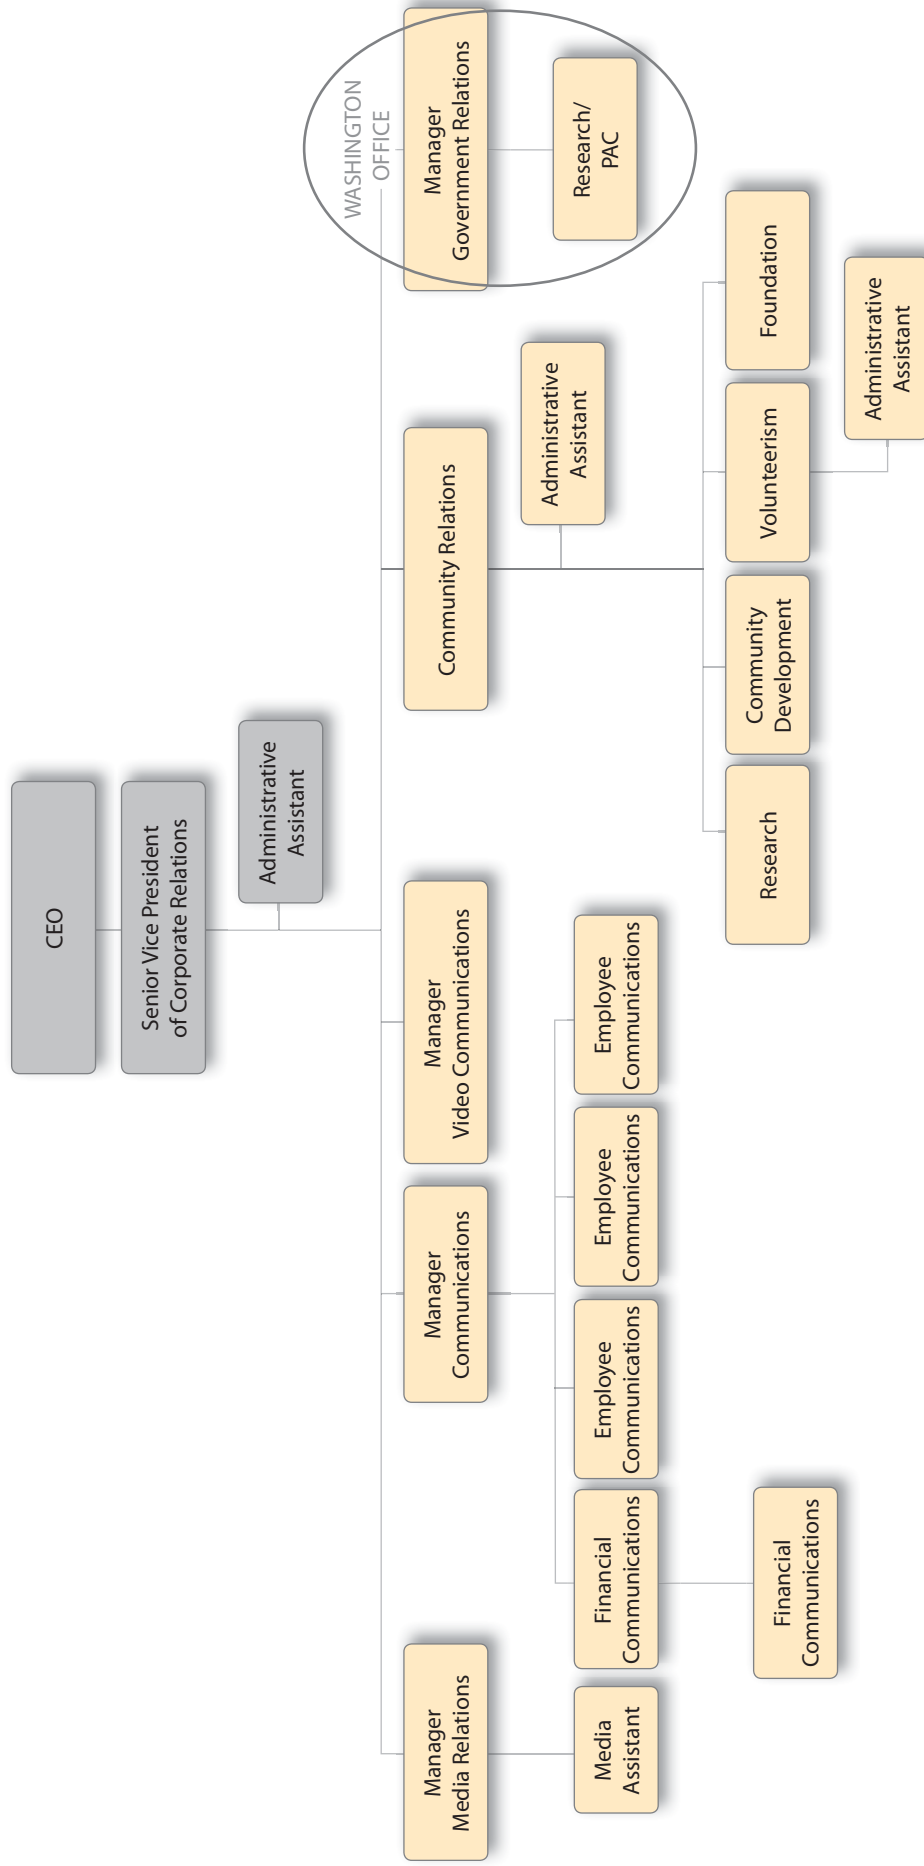 CEO
Senior Vice President
of Corporate Relations
Administrative
Assistant
WASHINGTON
OFFICE
Manager
Media Relations
Manager
Communications
Manager
Video Communications
Community Relations
Manager
Government Relations
Media
Assistant
Financial
Communications
Employee
Communications
Employee
Communications
Employee
Communications
Administrative
Assistant
Research/
PAC
Financial
Communications
Research
Community
Development
Volunteerism
Foundation
Administrative
Assistant